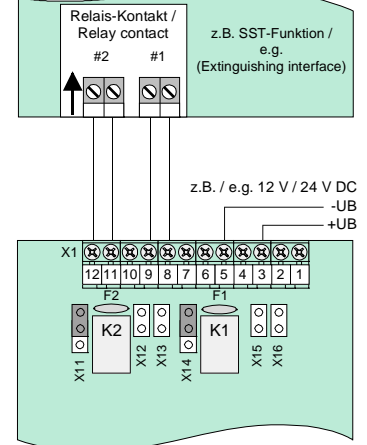 Relais-Kontakt /
Relay contact
#2 #1
z.B. SST-Funktion /
e.g.
(Extinguishing interface)
z.B. / e.g. 12 V / 24 V DC
-UB
+UB
X1
12 11 10 9 8 7 6 5 4 3 2 1
F2 F1
K2 K1
X11 X12 X13 X14 X15 X16